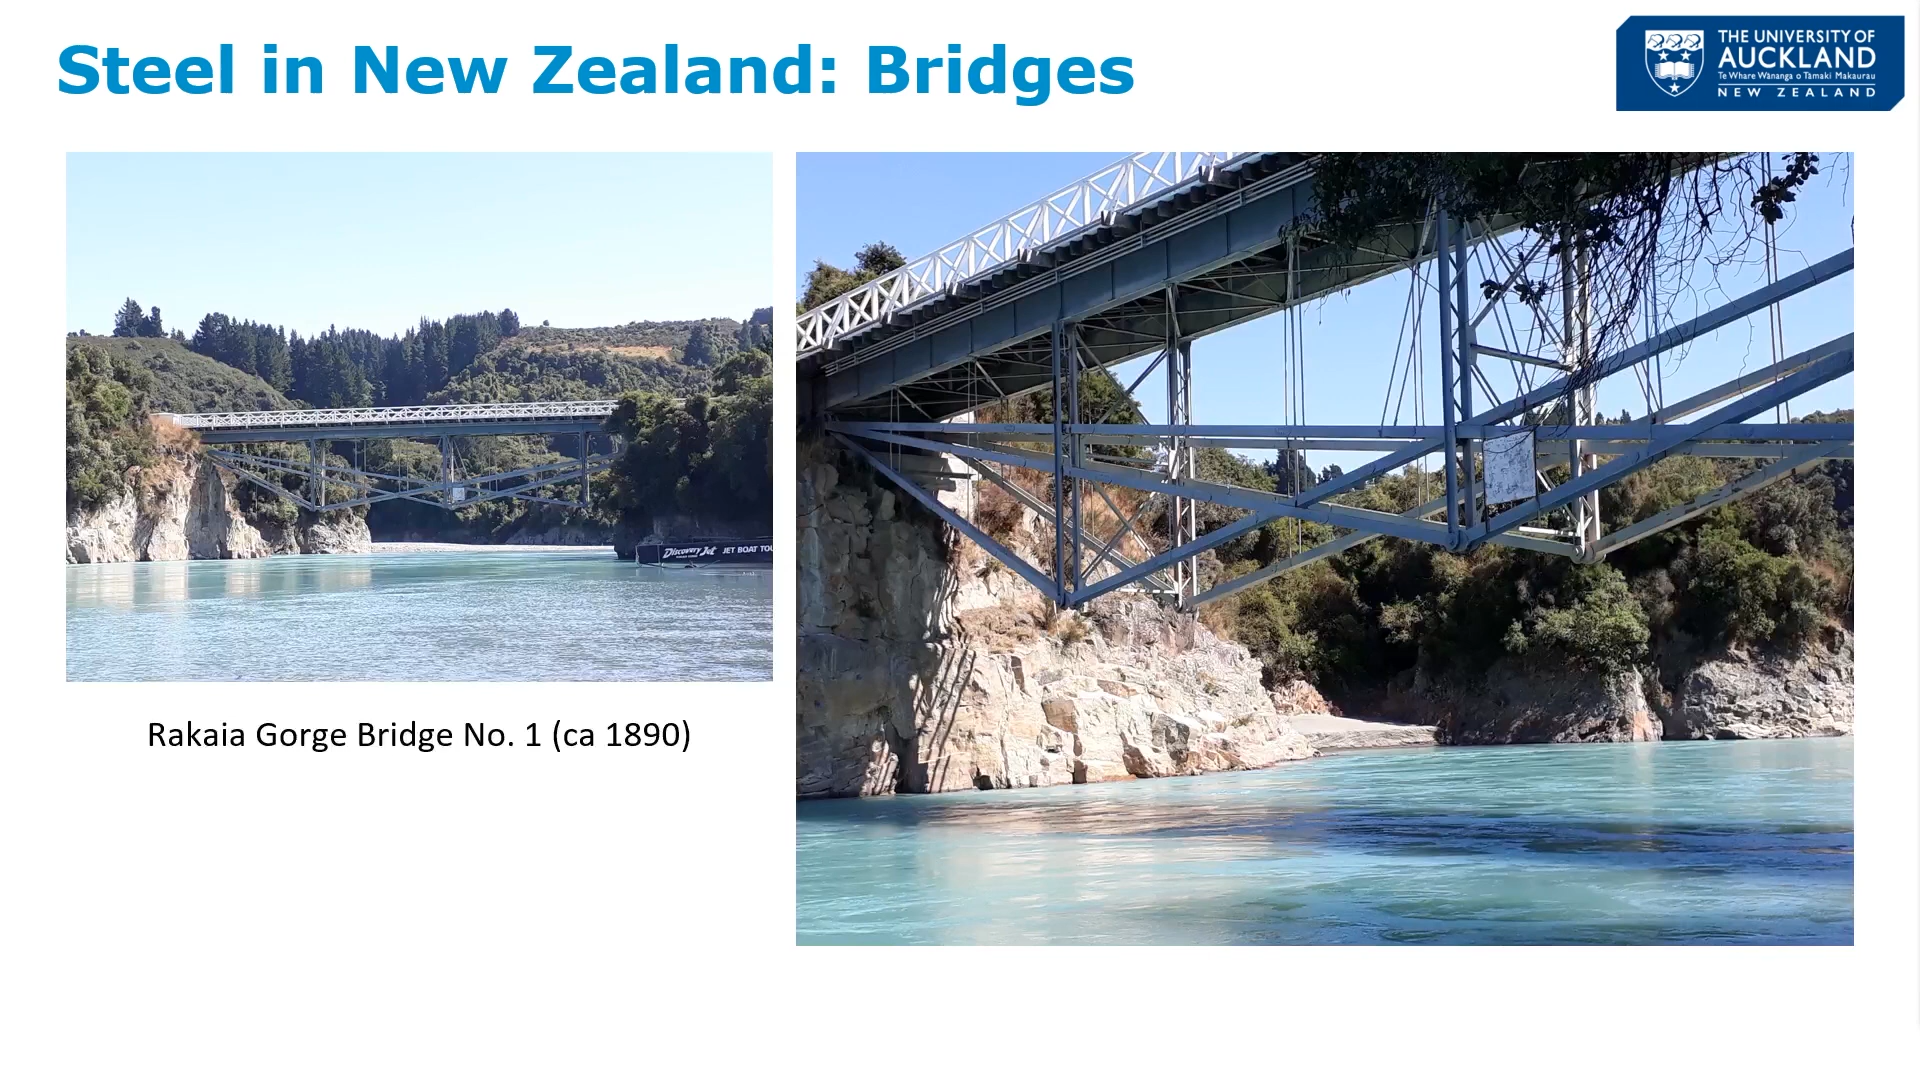 Steel in New Zealand: Bridges
THE UNIVERSITY OF
AUCKLAND
Te Whare Wānanga o Tāmaki Makaurau
NEW ZEALAND
Discovery Jet
JET BOAT TOU
Rakaia Gorge Bridge No. 1 (ca 1890)